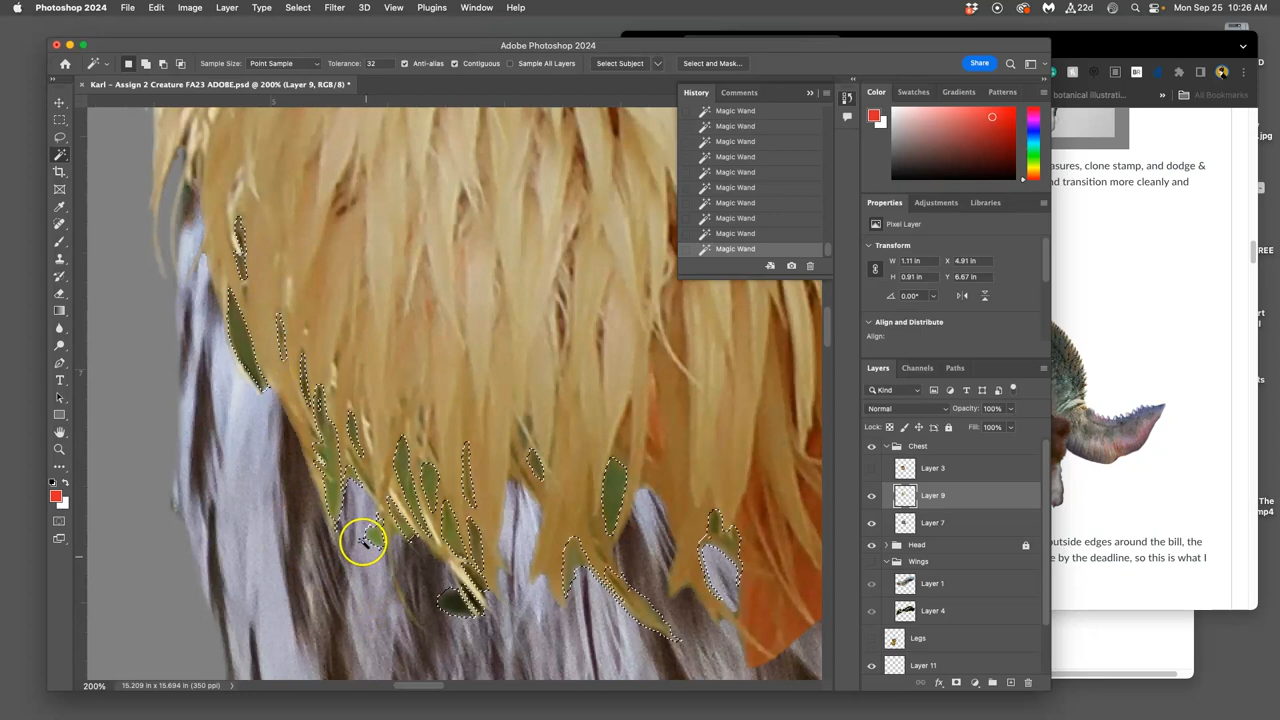 Photoshop 2024 File Edit Image Layer Type Select Filter 3D View Plugins Window Help 22d Mon Sep 25 10:26 AM
Adobe Photoshop 2024
Sample Size: Point Sample Tolerance: 32 Anti-alias Contiguous Sample All Layers Select Subject Select and Mask... Share
Karl – Assign 2 Creature FA23 ADOBE.psd @ 200% (Layer 9, RGB/8) *
5
History Comments
Magic Wand
Magic Wand
Magic Wand
Magic Wand
Magic Wand
Magic Wand
Magic Wand
Magic Wand
Magic Wand
Magic Wand
Color Swatches Gradients Patterns
Properties Adjustments Libraries
Pixel Layer
Transform
W 1.11 in X 4.91 in
H 0.91 in Y 6.67 in
0.00°
Align and Distribute
Align:
Layers Channels Paths
Kind
Normal Opacity: 100%
Lock: Fill: 100%
Chest
Layer 3
Layer 9
Layer 7
Head
Wings
Layer 1
Layer 4
Legs
Layer 11
200% 15.209 in x 15.694 in (350 ppi)
BR
botanical illustrati... All Bookmarks
asures, clone stamp, and dodge &
nd transition more cleanly and
outside edges around the bill, the
e by the deadline, so this is what I
.jpg
REE